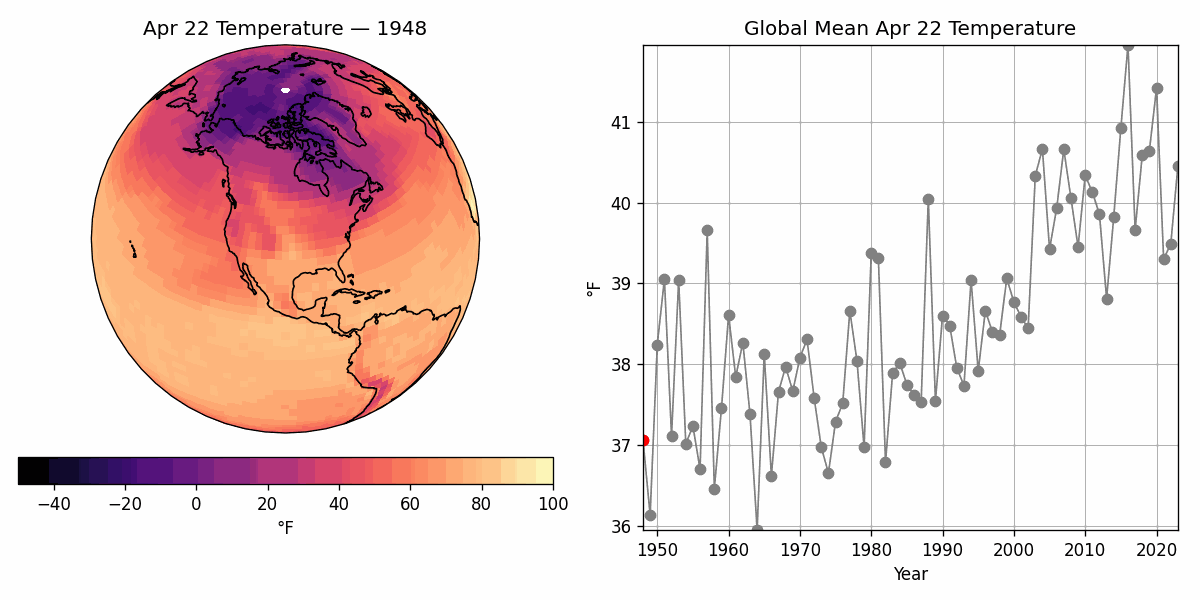 Apr 22 Temperature — 1948
−40 −20 0 20 40 60 80 100
°F
Global Mean Apr 22 Temperature
41
40
39
38
37
36
°F
1950 1960 1970 1980 1990 2000 2010 2020
Year